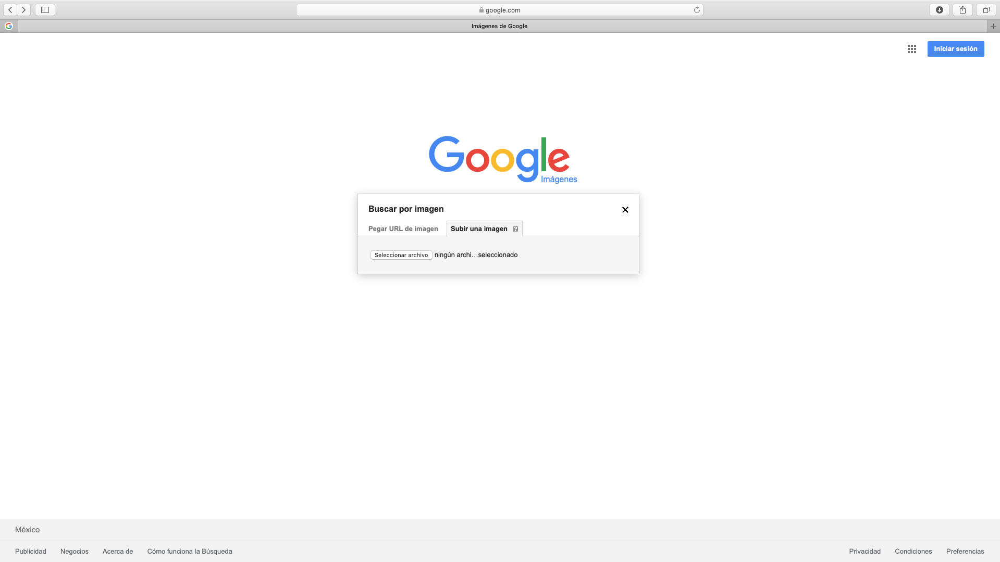 google.com
Imágenes de Google
Iniciar sesión
Google
Imágenes
Buscar por imagen
Pegar URL de imagen Subir una imagen ?
Seleccionar archivo ningún archi…seleccionado
México
Publicidad Negocios Acerca de Cómo funciona la Búsqueda Privacidad Condiciones Preferencias